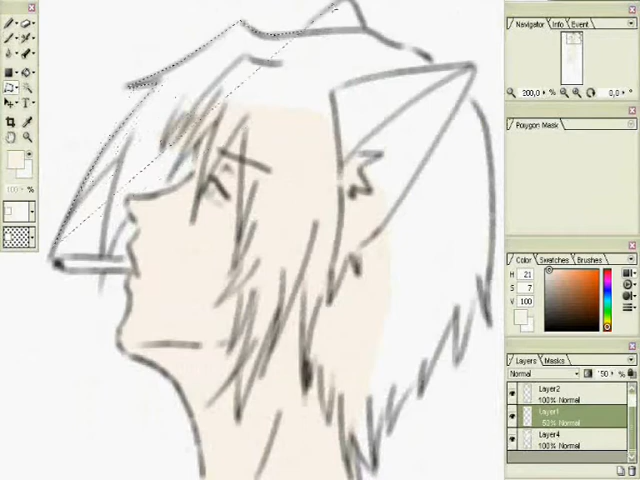 Navigator Info Event
200,0 % 0,0 °
Polygon Mask
100 %
Color Swatches Brushes
H 21
S 7
V 100
Layers Masks
Normal 50 %
Layer2
100% Normal
Layer1
50% Normal
Layer4
100% Normal